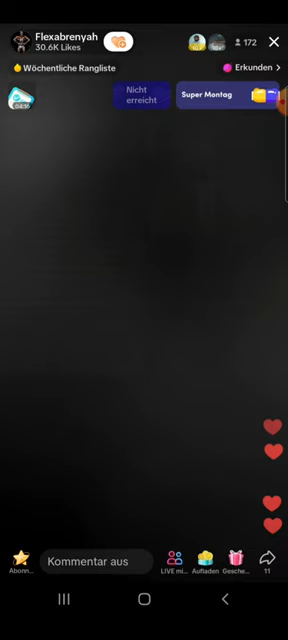 Flexabrenyah
30.6K Likes
172
Wöchentliche Rangliste
Erkunden >
Nicht
erreicht
Super Montag
Kommentar aus
Abonn...
LIVE mi...
Aufladen
Gesche...
11